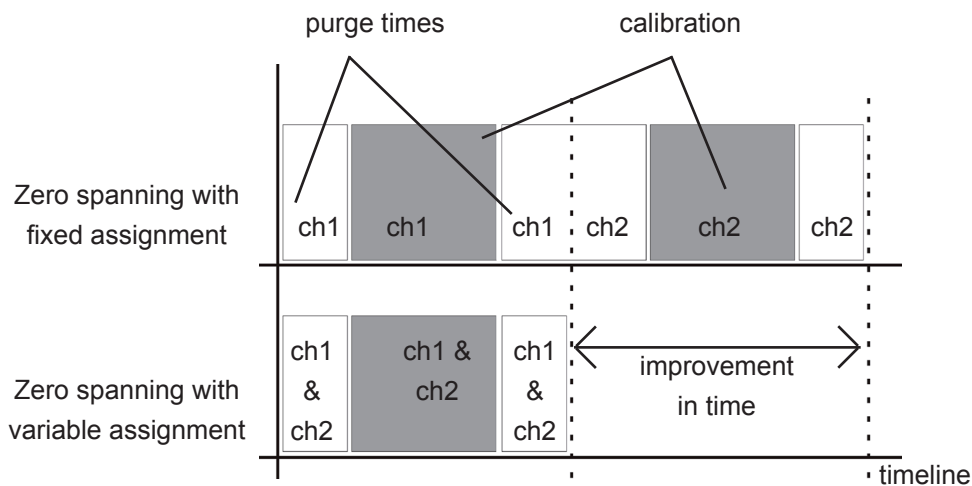 purge times
calibration
Zero spanning with
fixed assignment
ch1
ch1
ch1
ch2
ch2
ch2
Zero spanning with
variable assignment
ch1
&
ch2
ch1 &
ch2
ch1
&
ch2
improvement
in time
timeline